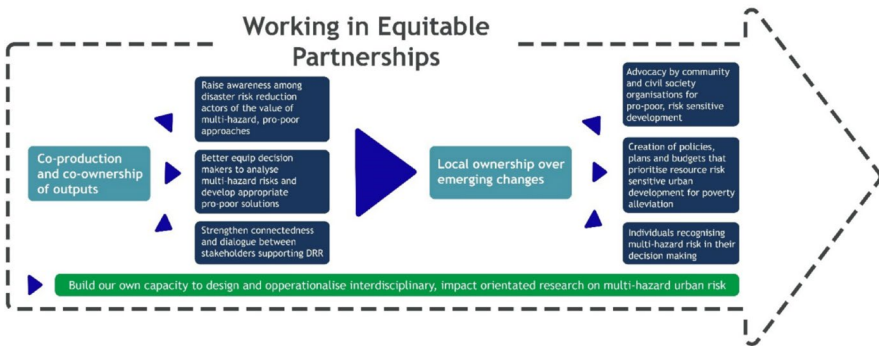 Working in Equitable
Partnerships
Raise awareness among
disaster risk reduction
actors of the value of
multi-hazard, pro-poor
approaches
Co-production
and co-ownership
of outputs
Better equip decision
makers to analyse
multi-hazard risks and
develop appropriate
pro-poor solutions
Strengthen connectedness
and dialogue between
stakeholders supporting DRR
Local ownership over
emerging changes
Advocacy by community
and civil society
organisations for
pro-poor, risk sensitive
development
Creation of policies,
plans and budgets that
prioritise resource risk
sensitive urban
development for poverty
alleviation
Individuals recognising
multi-hazard risk in their
decision making
Build our own capacity to design and opperationalise interdisciplinary, impact orientated research on multi-hazard urban risk